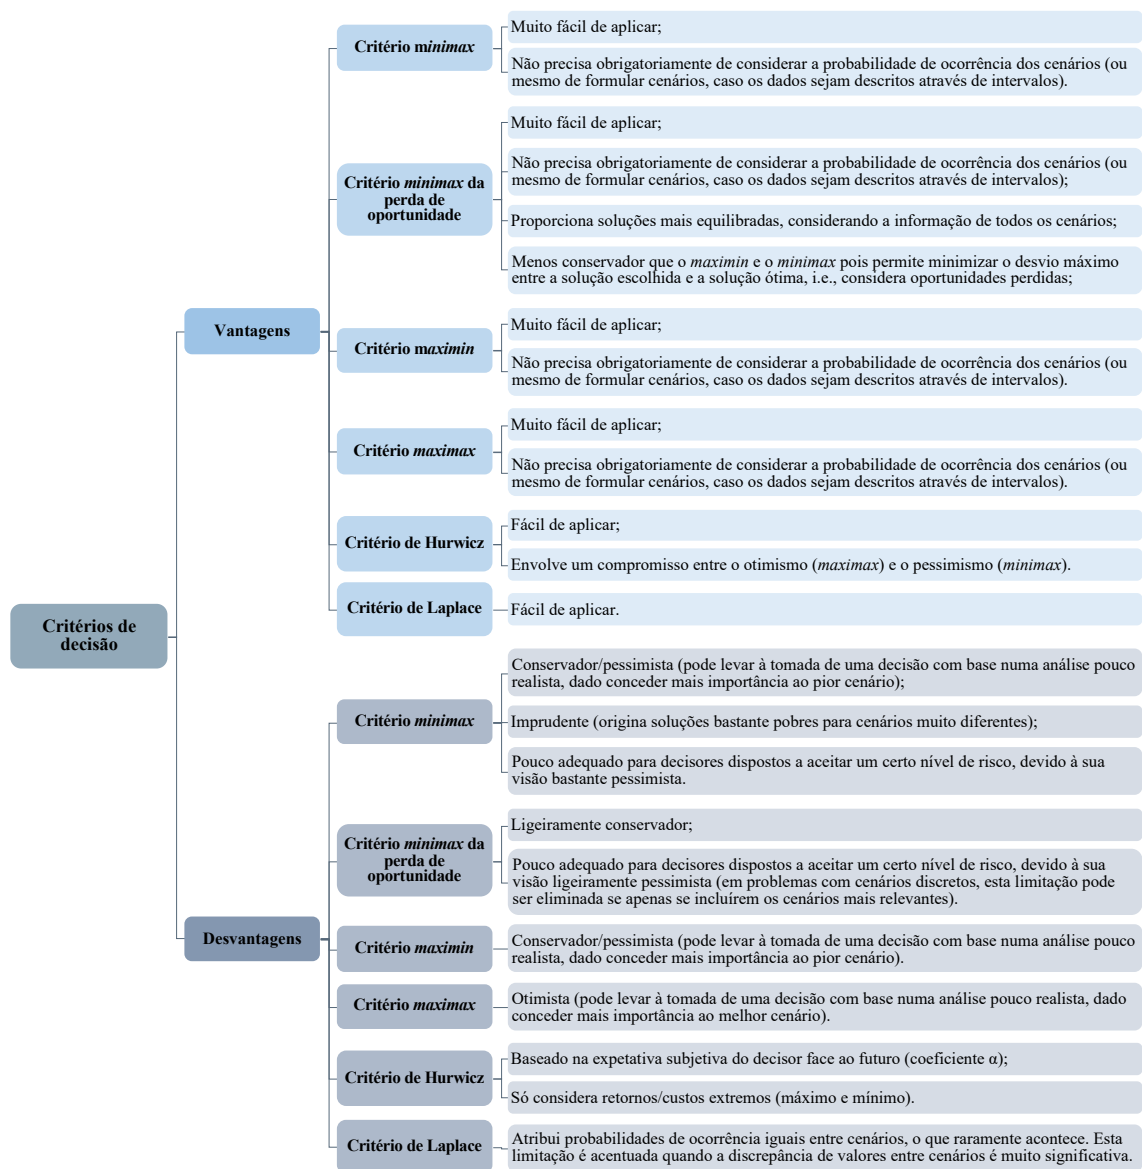 Critérios de
decisão
Vantagens
Critério minimax
Muito fácil de aplicar;
Não precisa obrigatoriamente de considerar a probabilidade de ocorrência dos cenários (ou
mesmo de formular cenários, caso os dados sejam descritos através de intervalos).
Critério minimax da
perda de
oportunidade
Muito fácil de aplicar;
Não precisa obrigatoriamente de considerar a probabilidade de ocorrência dos cenários (ou
mesmo de formular cenários, caso os dados sejam descritos através de intervalos);
Proporciona soluções mais equilibradas, considerando a informação de todos os cenários;
Menos conservador que o maximin e o minimax pois permite minimizar o desvio máximo
entre a solução escolhida e a solução ótima, i.e., considera oportunidades perdidas;
Critério maximin
Muito fácil de aplicar;
Não precisa obrigatoriamente de considerar a probabilidade de ocorrência dos cenários (ou
mesmo de formular cenários, caso os dados sejam descritos através de intervalos).
Critério maximax
Muito fácil de aplicar;
Não precisa obrigatoriamente de considerar a probabilidade de ocorrência dos cenários (ou
mesmo de formular cenários, caso os dados sejam descritos através de intervalos).
Critério de Hurwicz
Fácil de aplicar;
Envolve um compromisso entre o otimismo (maximax) e o pessimismo (minimax).
Critério de Laplace
Fácil de aplicar.
Desvantagens
Critério minimax
Conservador/pessimista (pode levar à tomada de uma decisão com base numa análise pouco
realista, dado conceder mais importância ao pior cenário);
Imprudente (origina soluções bastante pobres para cenários muito diferentes);
Pouco adequado para decisores dispostos a aceitar um certo nível de risco, devido à sua
visão bastante pessimista.
Critério minimax da
perda de
oportunidade
Ligeiramente conservador;
Pouco adequado para decisores dispostos a aceitar um certo nível de risco, devido à sua
visão ligeiramente pessimista (em problemas com cenários discretos, esta limitação pode
ser eliminada se apenas se incluírem os cenários mais relevantes).
Critério maximin
Conservador/pessimista (pode levar à tomada de uma decisão com base numa análise pouco
realista, dado conceder mais importância ao pior cenário).
Critério maximax
Otimista (pode levar à tomada de uma decisão com base numa análise pouco realista, dado
conceder mais importância ao melhor cenário).
Critério de Hurwicz
Baseado na expetativa subjetiva do decisor face ao futuro (coeficiente α);
Só considera retornos/custos extremos (máximo e mínimo).
Critério de Laplace
Atribui probabilidades de ocorrência iguais entre cenários, o que raramente acontece. Esta
limitação é acentuada quando a discrepância de valores entre cenários é muito significativa.